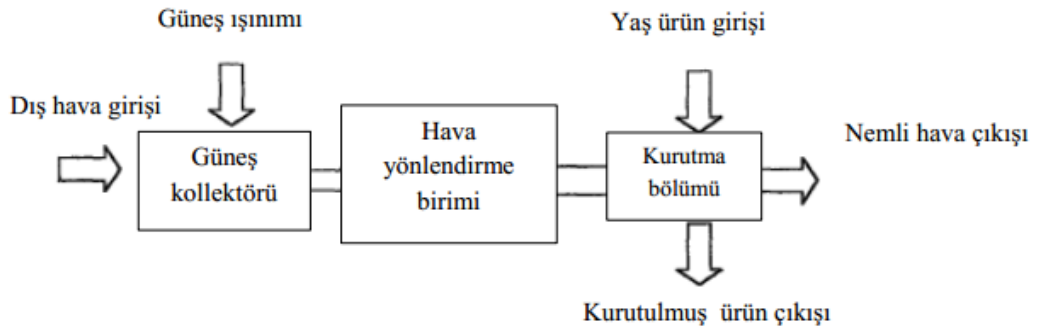 Güneş ışınımı
Yaş ürün girişi
Dış hava girişi
Güneş
kollektörü
Hava
yönlendirme
birimi
Kurutma
bölümü
Nemli hava çıkışı
Kurutulmuş ürün çıkışı